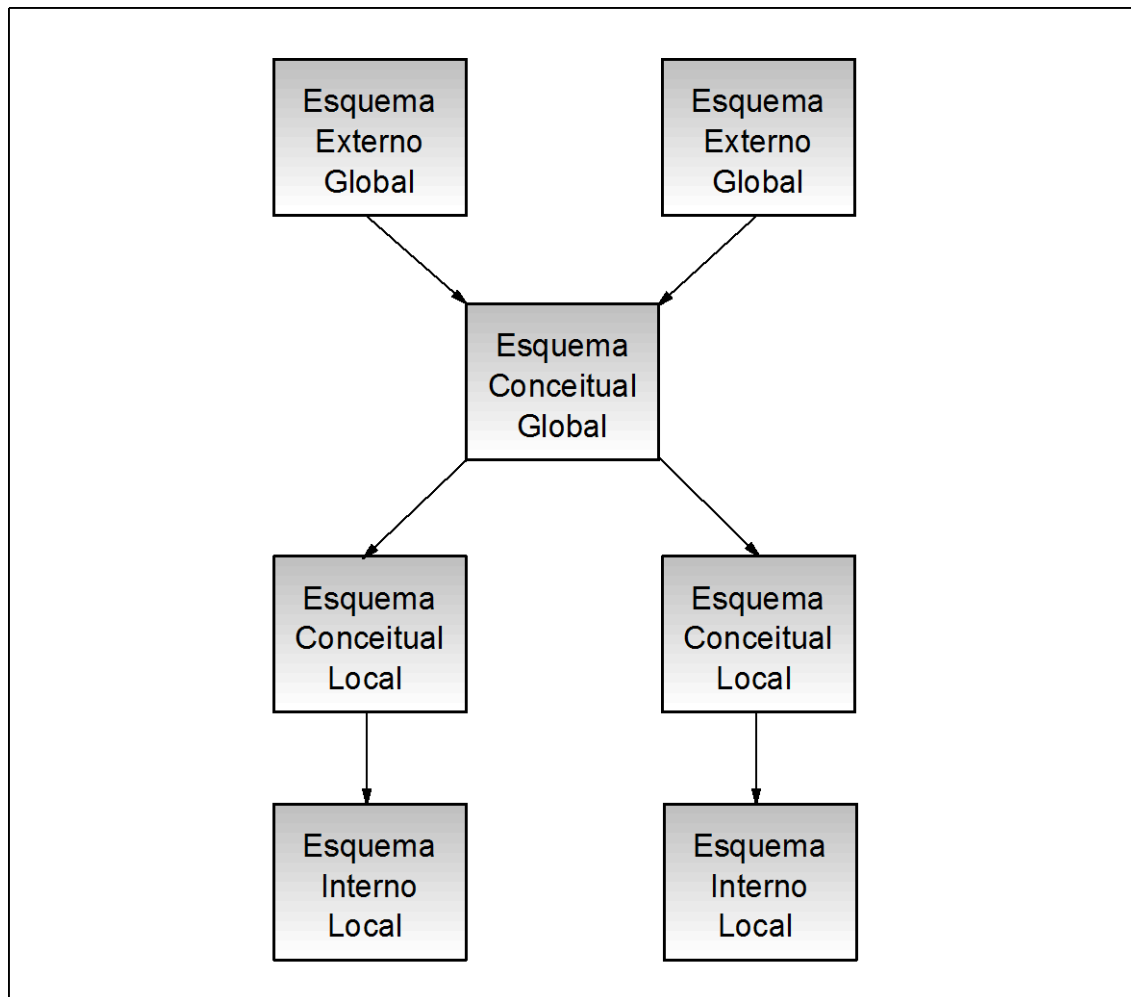 Esquema
Externo
Global
Esquema
Externo
Global
Esquema
Conceitual
Global
Esquema
Conceitual
Local
Esquema
Conceitual
Local
Esquema
Interno
Local
Esquema
Interno
Local